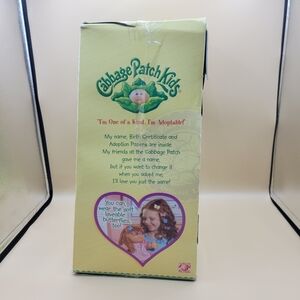 Cabbage Patch Kids
"I'm One of a Kind, I'm Adoptable!"
My name, Birth Certificate and
Adoption Papers are inside
My friends at the Cabbage Patch
gave me a name,
but if you want to change it
when you adopt me,
I'll love you just the same!
You can
wear the soft
loveable
butterflies,
too!